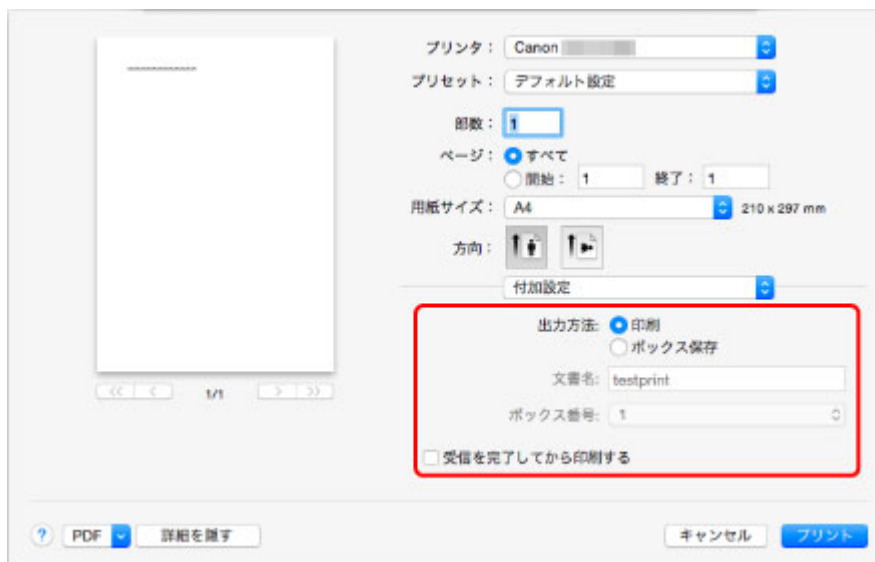 プリンタ： Canon
プリセット： デフォルト設定
部数： 1
ページ： すべて
開始： 1 終了： 1
用紙サイズ： A4 210 x 297 mm
方向：
付加設定
出力方法: 印刷
ボックス保存
文書名: testprint
ボックス番号: 1
受信を完了してから印刷する
<< < 1/1 > >>
? PDF 詳細を隠す キャンセル プリント